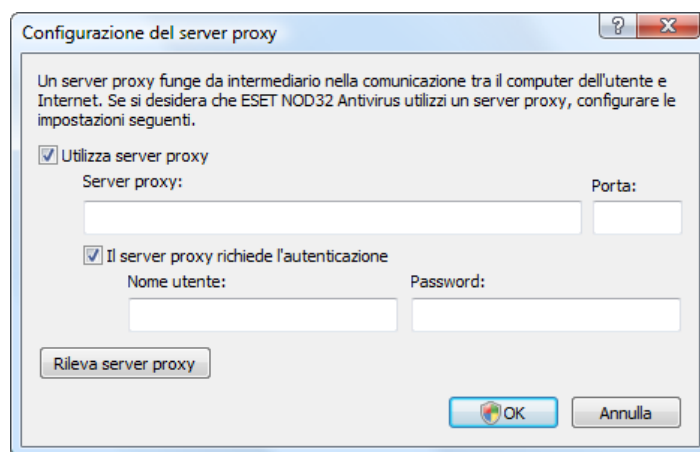 Configurazione del server proxy
Un server proxy funge da intermediario nella comunicazione tra il computer dell'utente e
Internet. Se si desidera che ESET NOD32 Antivirus utilizzi un server proxy, configurare le
impostazioni seguenti.
Utilizza server proxy
Server proxy: Porta:
Il server proxy richiede l'autenticazione
Nome utente: Password:
Rileva server proxy
OK Annulla